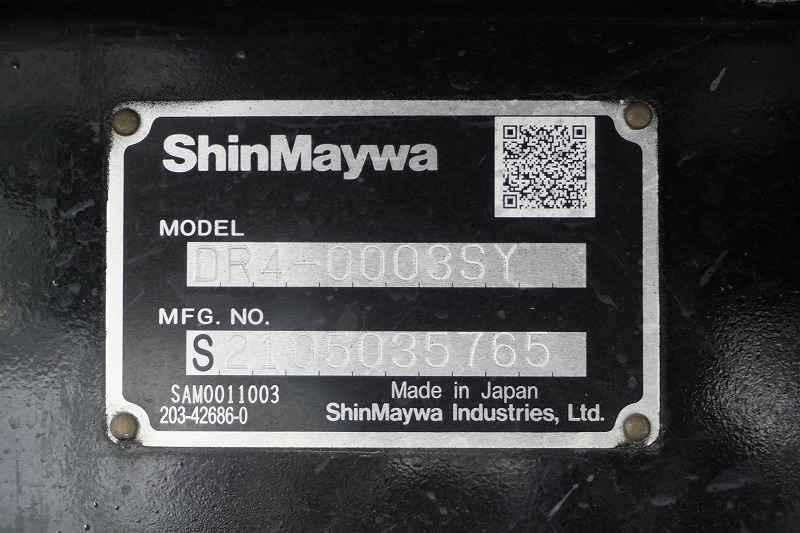 ShinMaywa
MODEL
DR4-0003SY
MFG. NO.
S2105035765
SAM0011003
203-42686-0
Made in Japan
ShinMaywa Industries, Ltd.